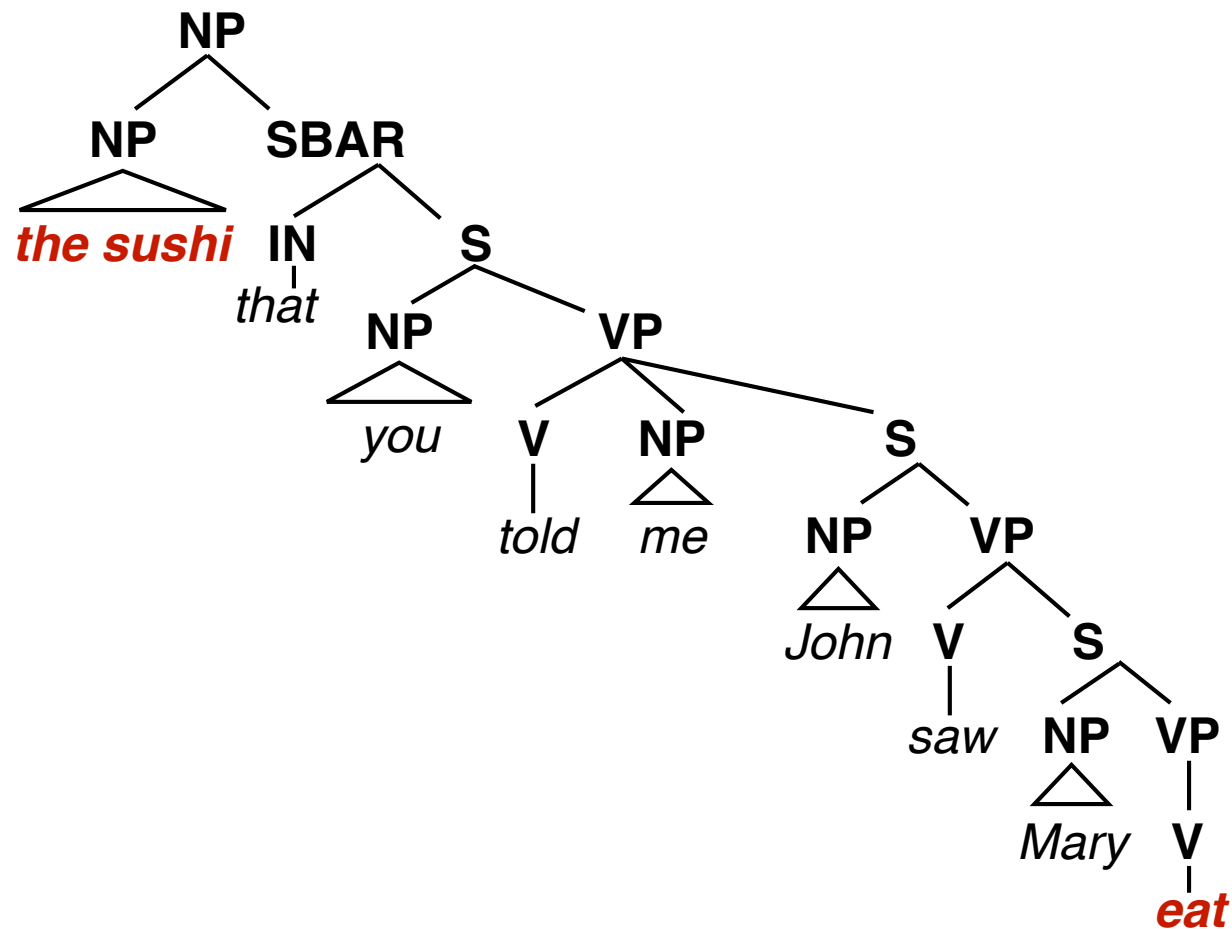 NP
NP SBAR
the sushi IN S
that
NP VP
you V NP S
told me NP VP
John V S
saw NP VP
Mary V
eat